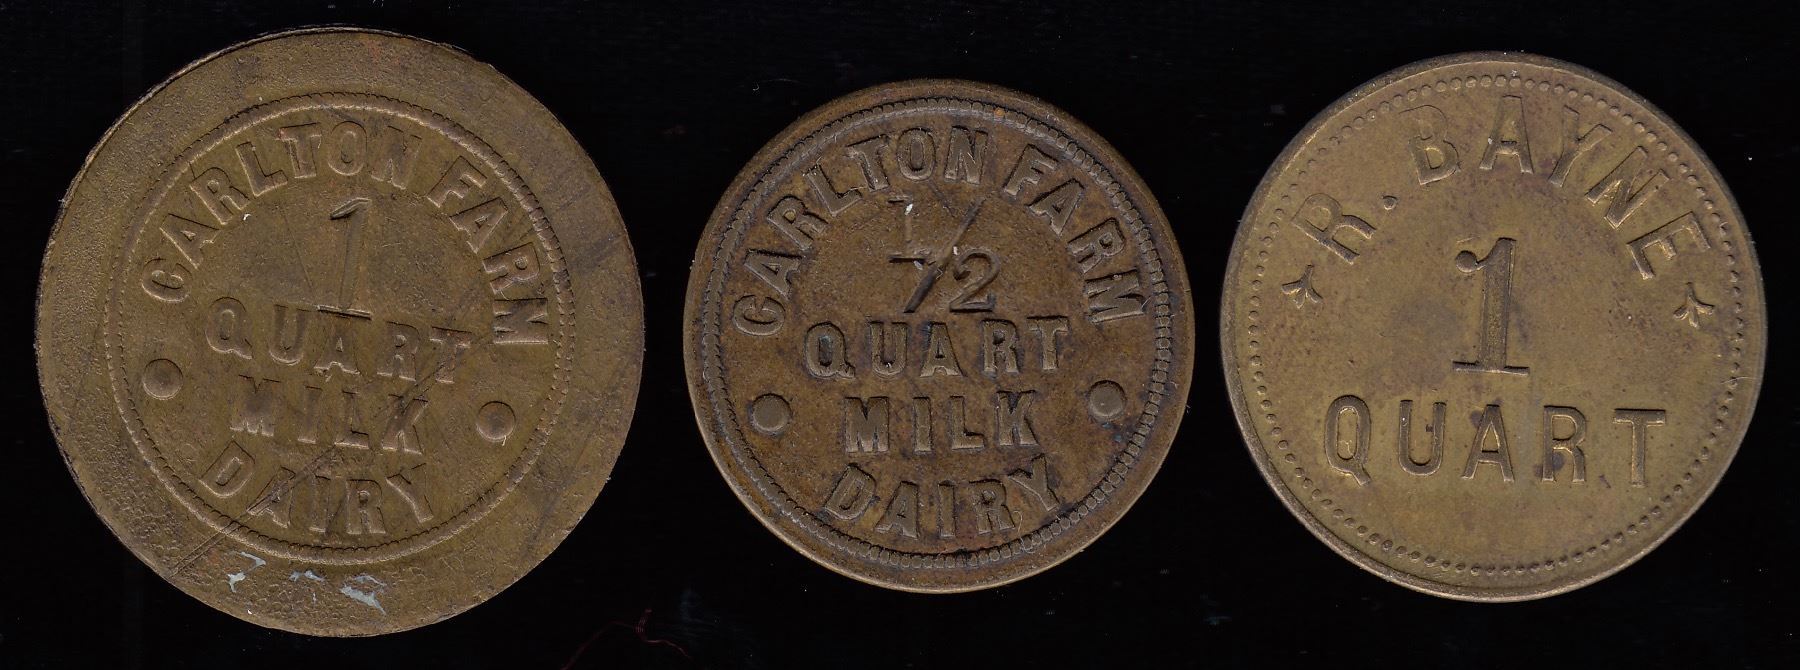 CARLTON FARM
1
QUART
MILK
DAIRY
CARLTON FARM
1/2
QUART
MILK
DAIRY
R. BAYNE
1
QUART